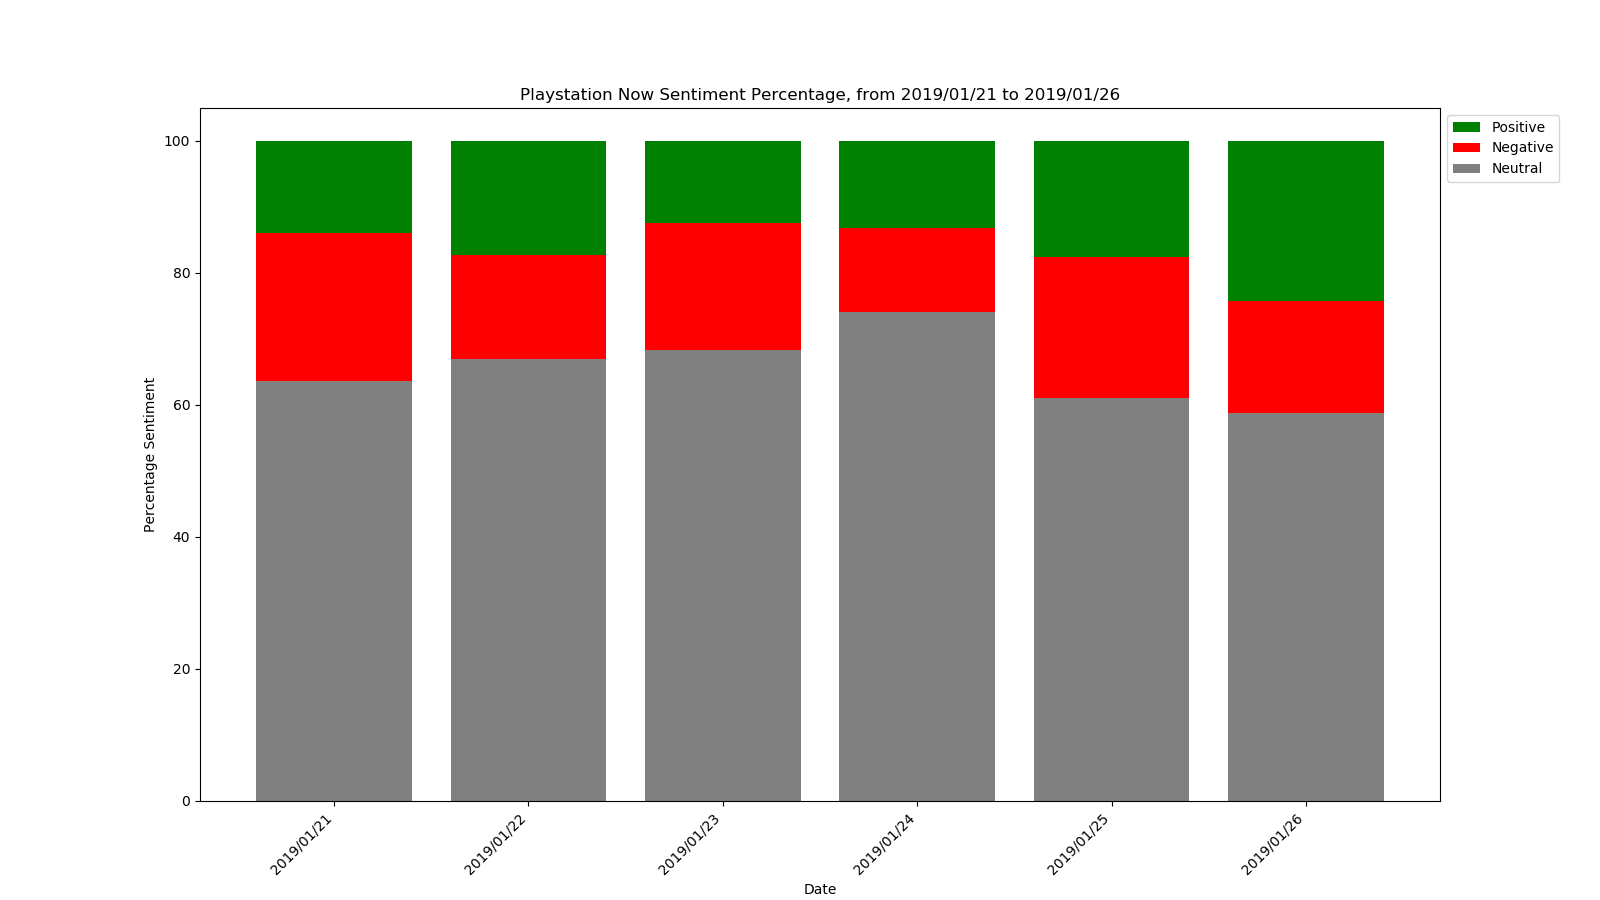 Playstation Now Sentiment Percentage, from 2019/01/21 to 2019/01/26
Positive
Negative
Neutral
Percentage Sentiment
100
80
60
40
20
0
2019/01/21
2019/01/22
2019/01/23
2019/01/24
2019/01/25
2019/01/26
Date